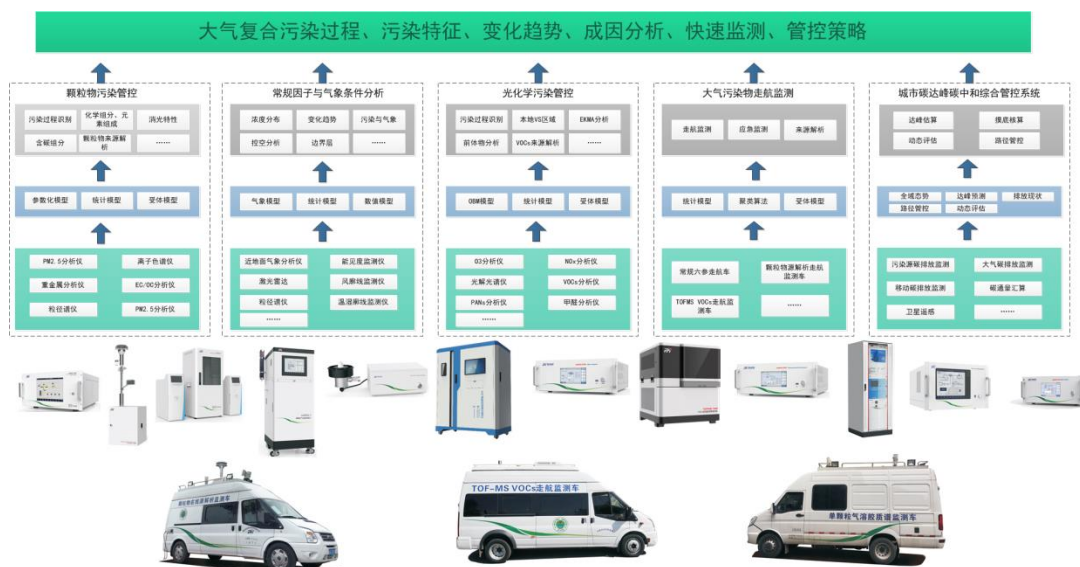 大气复合污染过程、污染特征、变化趋势、成因分析、快速监测、管控策略
颗粒物污染管控
污染过程识别
化学组分、元
素组成
消光特性
含碳组分
颗粒物来源解
析
……
参数化模型
统计模型
受体模型
PM2.5分析仪
离子色谱仪
重金属分析仪
EC/OC分析仪
粒径谱仪
PM2.5分析仪
常规因子与气象条件分析
浓度分布
变化趋势
污染与气象
控空分析
边界层
……
气象模型
统计模型
数值模型
近地面气象分析仪
能见度监测仪
激光雷达
风廓线监测仪
粒径谱仪
温湿廓线监测仪
……
光化学污染管控
污染过程识别
本地VS区域
EKMA分析
前体物分析
VOCs来源解析
……
OBM模型
统计模型
受体模型
O3分析仪
NOx分析仪
光解光谱仪
VOCs分析仪
PANs分析仪
甲醛分析仪
……
大气污染物走航监测
走航监测
应急监测
来源解析
统计模型
聚类算法
受体模型
常规六参走航车
颗粒物源解析走航
监测车
TOFMS VOCs走航监
测车
……
城市碳达峰碳中和综合管控系统
达峰估算
摸底核算
动态评估
路径管控
全域态势
达峰预测
排放现状
路径管控
动态评估
污染源碳排放监测
大气碳排放监测
移动碳排放监测
碳通量汇算
卫星遥感
……
颗粒物在线源解析监测车
TOF-MS VOCs走航监测车
单颗粒气溶胶质谱监测车